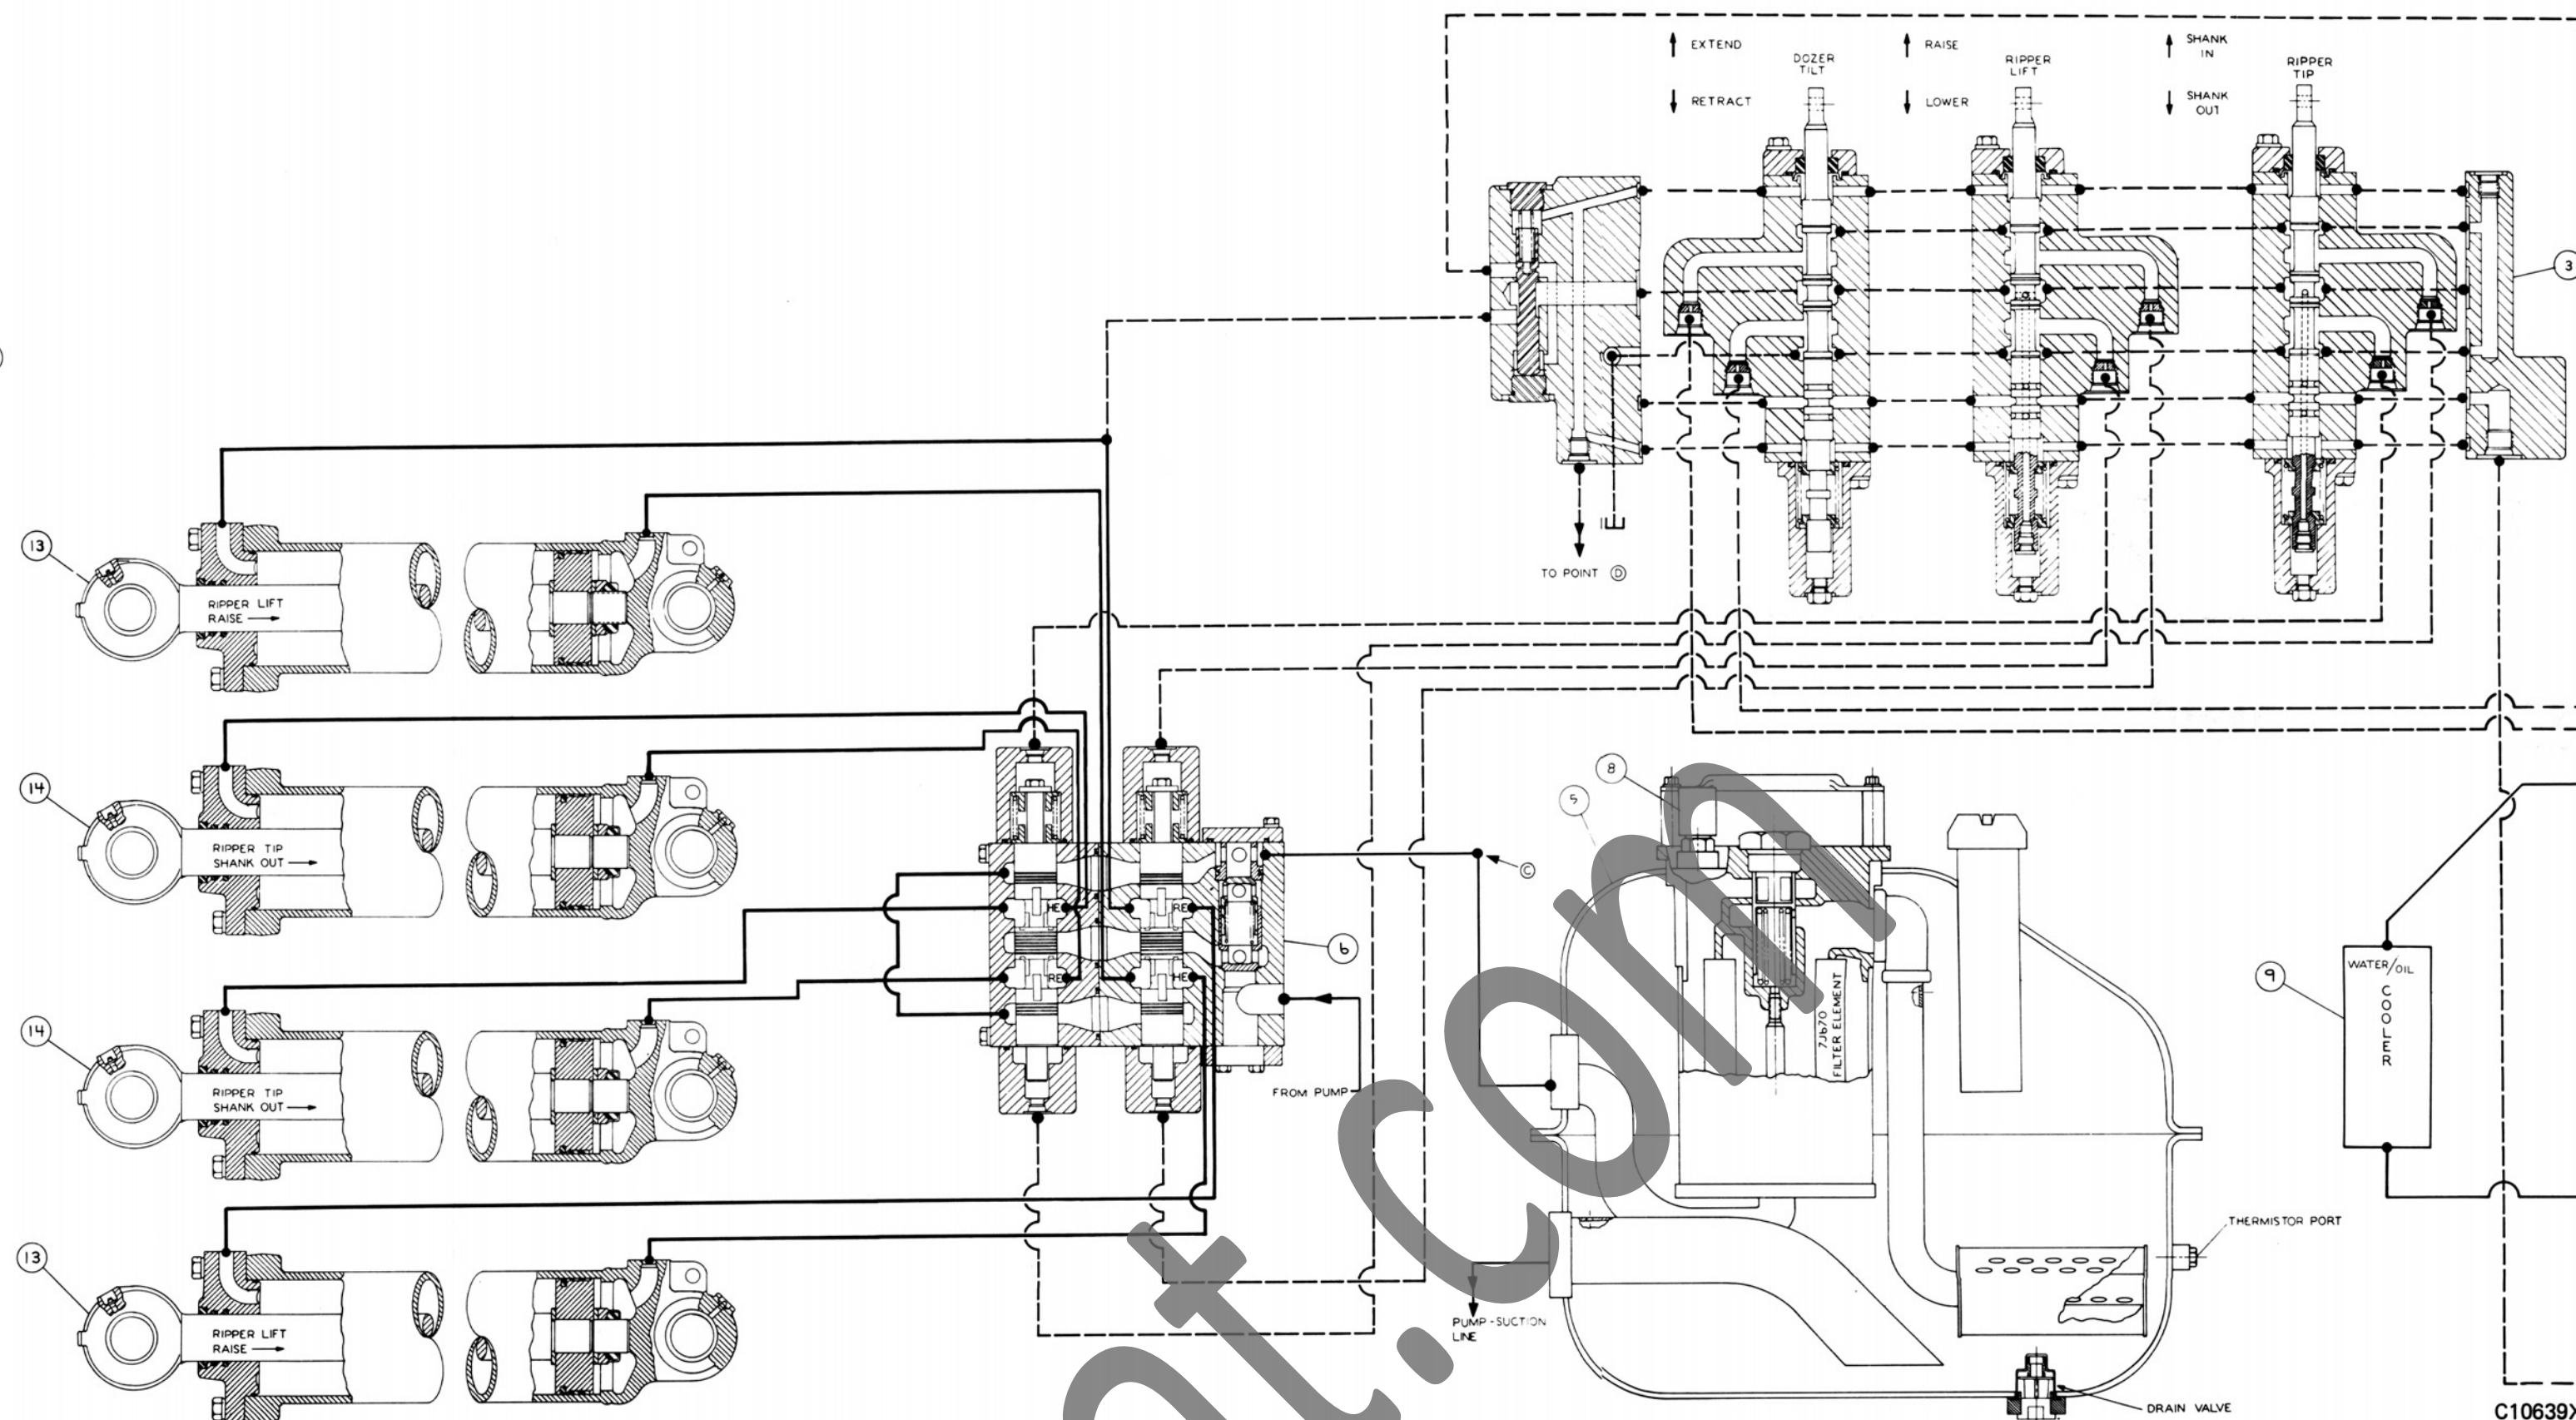 EXTEND
RETRACT
DOZER
TILT
RAISE
LOWER
RIPPER
LIFT
SHANK
IN
SHANK
OUT
RIPPER
TIP
3
TO POINT D
13
RIPPER LIFT
RAISE
14
RIPPER TIP
SHANK OUT
14
RIPPER TIP
SHANK OUT
13
RIPPER LIFT
RAISE
HE
RE
RE
HE
6
C
FROM PUMP
8
5
7J670
FILTER ELEMENT
9
WATER/OIL
COOLER
THERMISTOR PORT
PUMP-SUCTION
LINE
DRAIN VALVE
C10639X
t.com